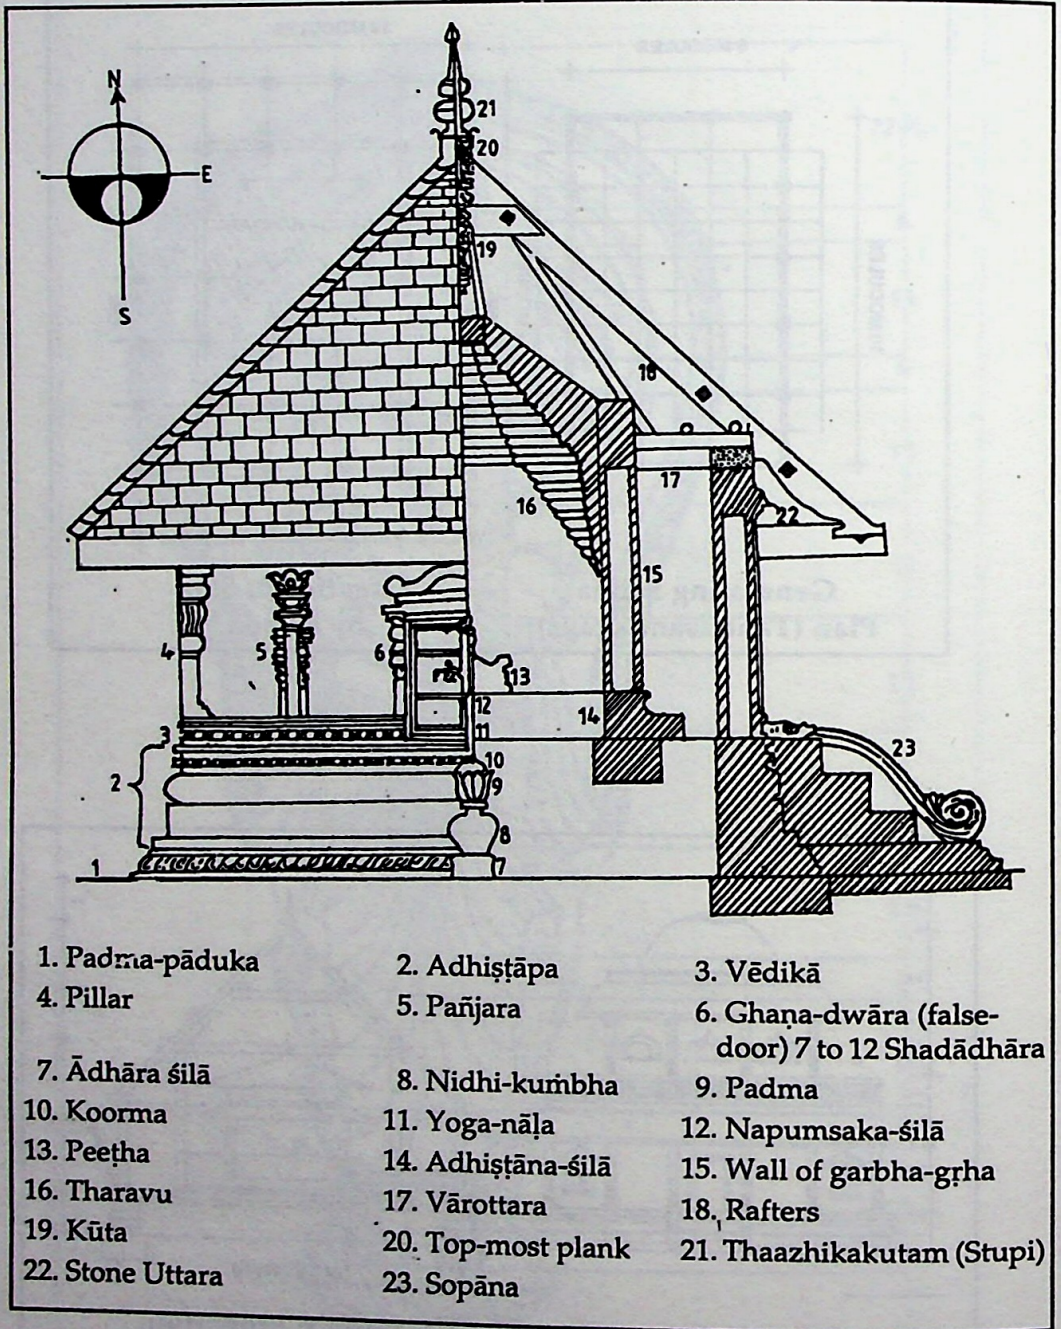 N
E
S
21
20
19
18
17
16
22
15
4
5
6
13
12
14
3
11
10
23
2
9
8
1
7
1. Padma-pāduka
2. Adhiṣṭāpa
3. Vēdikā
4. Pillar
5. Pañjara
6. Ghaṇa-dwāra (false-
door) 7 to 12 Shadādhāra
7. Ādhāra śilā
8. Nidhi-kuṁbha
9. Padma
10. Koorma
11. Yoga-nāḷa
12. Napumsaka-śilā
13. Peeṭha
14. Adhiṣṭāna-śilā
15. Wall of garbha-gṛha
16. Tharavu
17. Vārottara
18. Rafters
19. Kūta
20. Top-most plank
21. Thaazhikakutam (Stupi)
22. Stone Uttara
23. Sopāna